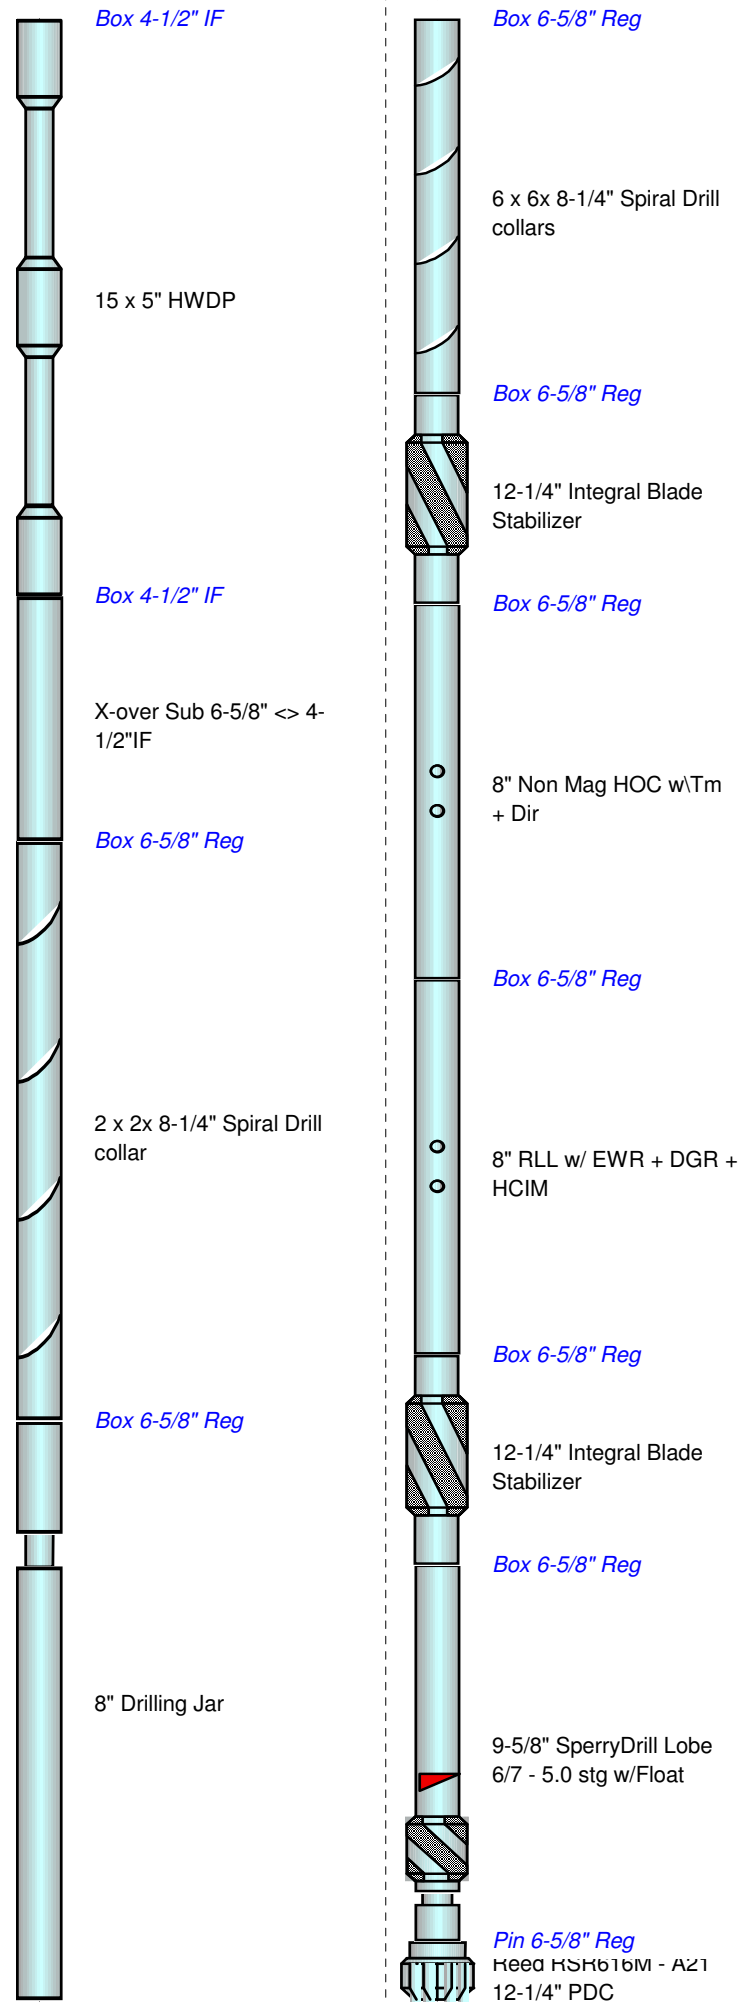 Box 4-1/2" IF
15 x 5" HWDP
Box 4-1/2" IF
X-over Sub 6-5/8" <> 4-
1/2"IF
Box 6-5/8" Reg
2 x 2x 8-1/4" Spiral Drill
collar
Box 6-5/8" Reg
8" Drilling Jar
Box 6-5/8" Reg
6 x 6x 8-1/4" Spiral Drill
collars
Box 6-5/8" Reg
12-1/4" Integral Blade
Stabilizer
Box 6-5/8" Reg
8" Non Mag HOC w\Tm
+ Dir
Box 6-5/8" Reg
8" RLL w/ EWR + DGR +
HCIM
Box 6-5/8" Reg
12-1/4" Integral Blade
Stabilizer
Box 6-5/8" Reg
9-5/8" SperryDrill Lobe
6/7 - 5.0 stg w/Float
Pin 6-5/8" Reg
Reed RSR616M - A21
12-1/4" PDC